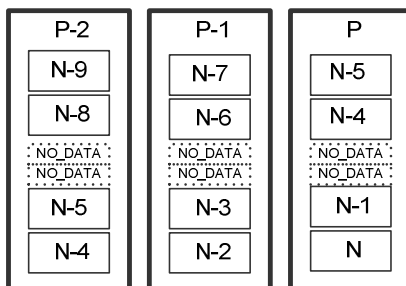 P-2
N-9
N-8
NO_DATA
NO_DATA
N-5
N-4
P-1
N-7
N-6
NO_DATA
NO_DATA
N-3
N-2
P
N-5
N-4
NO_DATA
NO_DATA
N-1
N